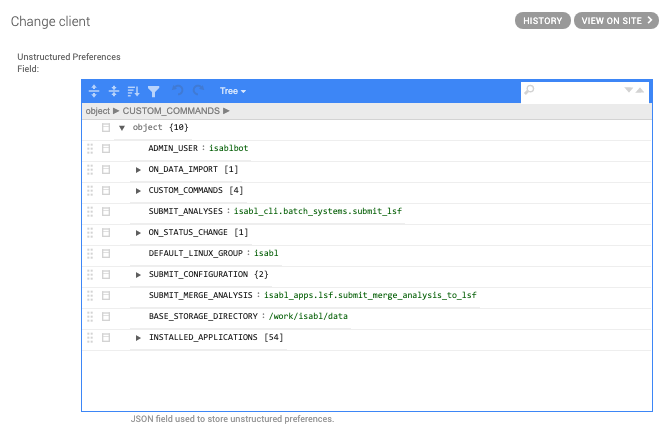 Change client
HISTORY
VIEW ON SITE
Unstructured Preferences
Field:
Tree
object ► CUSTOM_COMMANDS ►
object {10}
ADMIN_USER : isablbot
ON_DATA_IMPORT [1]
CUSTOM_COMMANDS [4]
SUBMIT_ANALYSES : isabl_cli.batch_systems.submit_lsf
ON_STATUS_CHANGE [1]
DEFAULT_LINUX_GROUP : isabl
SUBMIT_CONFIGURATION {2}
SUBMIT_MERGE_ANALYSIS : isabl_apps.lsf.submit_merge_analysis_to_lsf
BASE_STORAGE_DIRECTORY : /work/isabl/data
INSTALLED_APPLICATIONS [54]
JSON field used to store unstructured preferences.